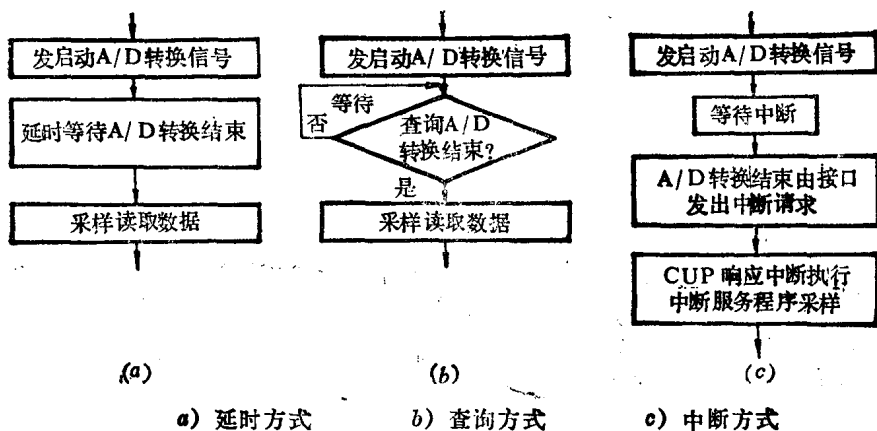 发启动A/D转换信号
延时等待A/D转换结束
采样读取数据
(a)
发启动A/D转换信号
等待
否
查询A/D
转换结束?
是
采样读取数据
(b)
发启动A/D转换信号
等待中断
A/D转换结束由接口
发出中断请求
CUP响应中断执行
中断服务程序采样
(c)
a) 延时方式 b) 查询方式 c) 中断方式